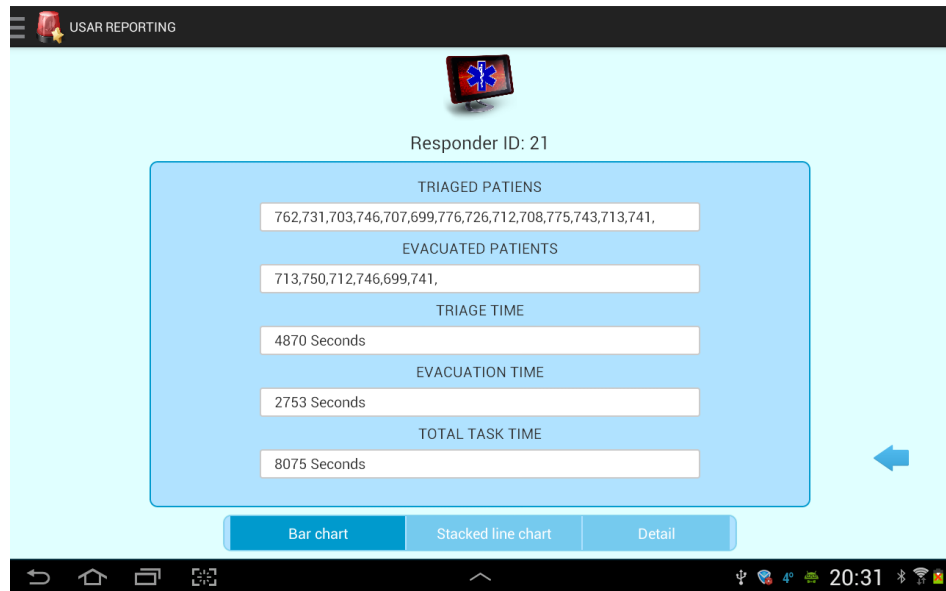 USAR REPORTING
Responder ID: 21
TRIAGED PATIENS
762,731,703,746,707,699,776,726,712,708,775,743,713,741,
EVACUATED PATIENTS
713,750,712,746,699,741,
TRIAGE TIME
4870 Seconds
EVACUATION TIME
2753 Seconds
TOTAL TASK TIME
8075 Seconds
Bar chart Stacked line chart Detail
4° 20:31